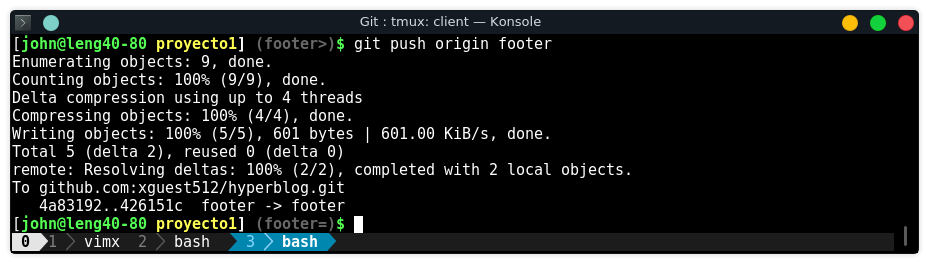 Git : tmux: client — Konsole
[john@leng40-80 proyecto1] (footer>)$ git push origin footer
Enumerating objects: 9, done.
Counting objects: 100% (9/9), done.
Delta compression using up to 4 threads
Compressing objects: 100% (4/4), done.
Writing objects: 100% (5/5), 601 bytes | 601.00 KiB/s, done.
Total 5 (delta 2), reused 0 (delta 0)
remote: Resolving deltas: 100% (2/2), completed with 2 local objects.
To github.com:xguest512/hyperblog.git
   4a83192..426151c  footer -> footer
[john@leng40-80 proyecto1] (footer=)$
0 1 vimx 2 bash 3 bash